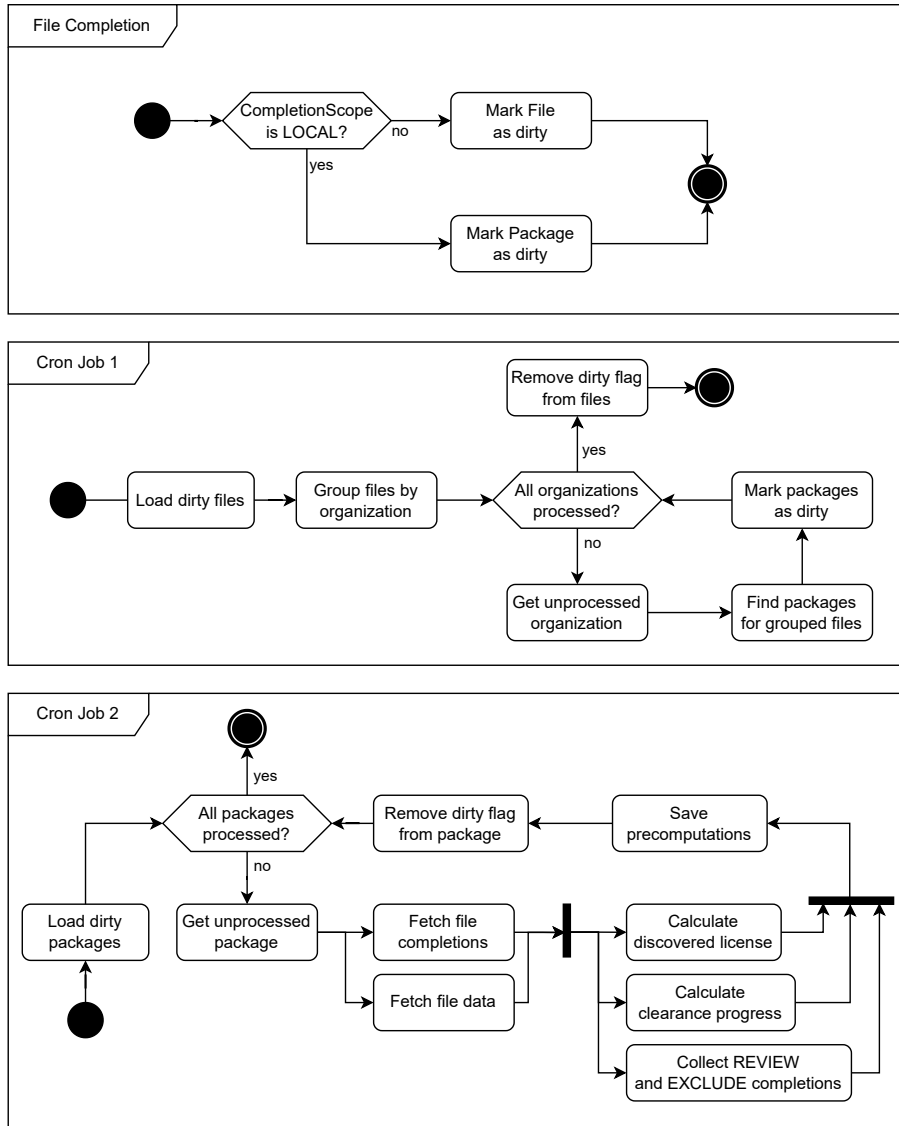 File Completion
CompletionScope
is LOCAL?
no
yes
Mark File
as dirty
Mark Package
as dirty
Cron Job 1
Remove dirty flag
from files
yes
Load dirty files
Group files by
organization
All organizations
processed?
Mark packages
as dirty
no
Get unprocessed
organization
Find packages
for grouped files
Cron Job 2
yes
All packages
processed?
Remove dirty flag
from package
Save
precomputations
no
Load dirty
packages
Get unprocessed
package
Fetch file
completions
Calculate
discovered license
Fetch file data
Calculate
clearance progress
Collect REVIEW
and EXCLUDE completions